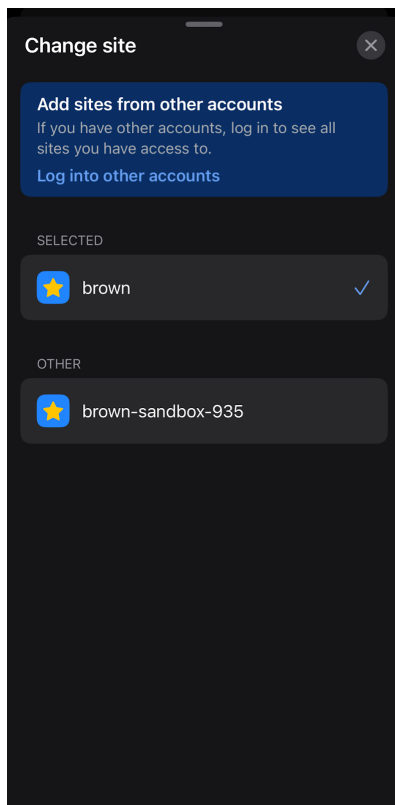 Change site
Add sites from other accounts
If you have other accounts, log in to see all
sites you have access to.
Log into other accounts
SELECTED
brown
OTHER
brown-sandbox-935